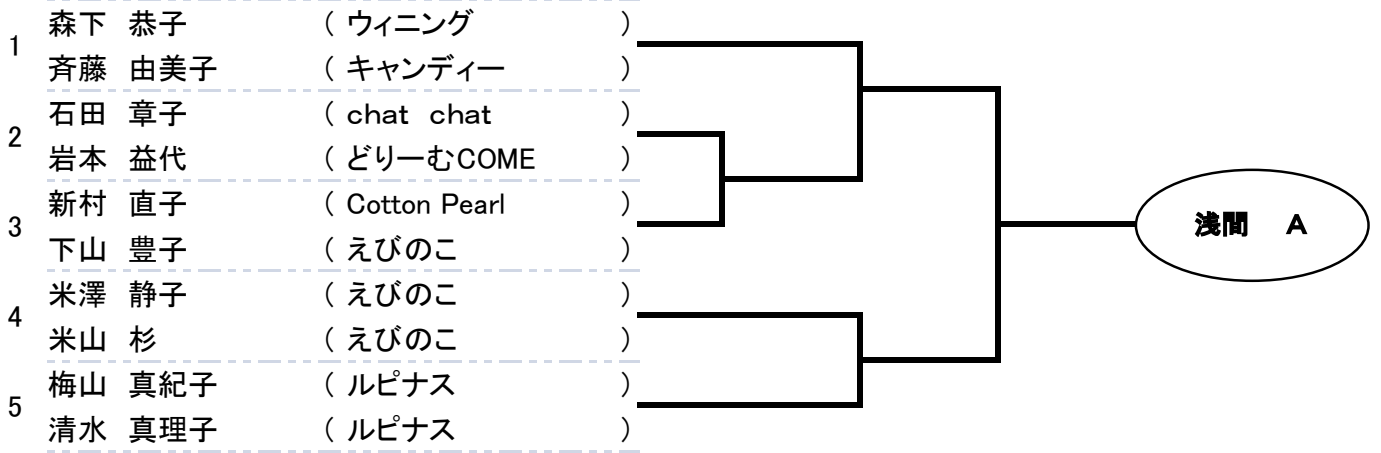 1
森下 恭子 ( ウィニング )
斉藤 由美子 ( キャンディー )
2
石田 章子 ( chat chat )
岩本 益代 ( どりーむCOME )
3
新村 直子 ( Cotton Pearl )
下山 豊子 ( えびのこ )
4
米澤 静子 ( えびのこ )
米山 杉 ( えびのこ )
5
梅山 真紀子 ( ルピナス )
清水 真理子 ( ルピナス )
浅間 A